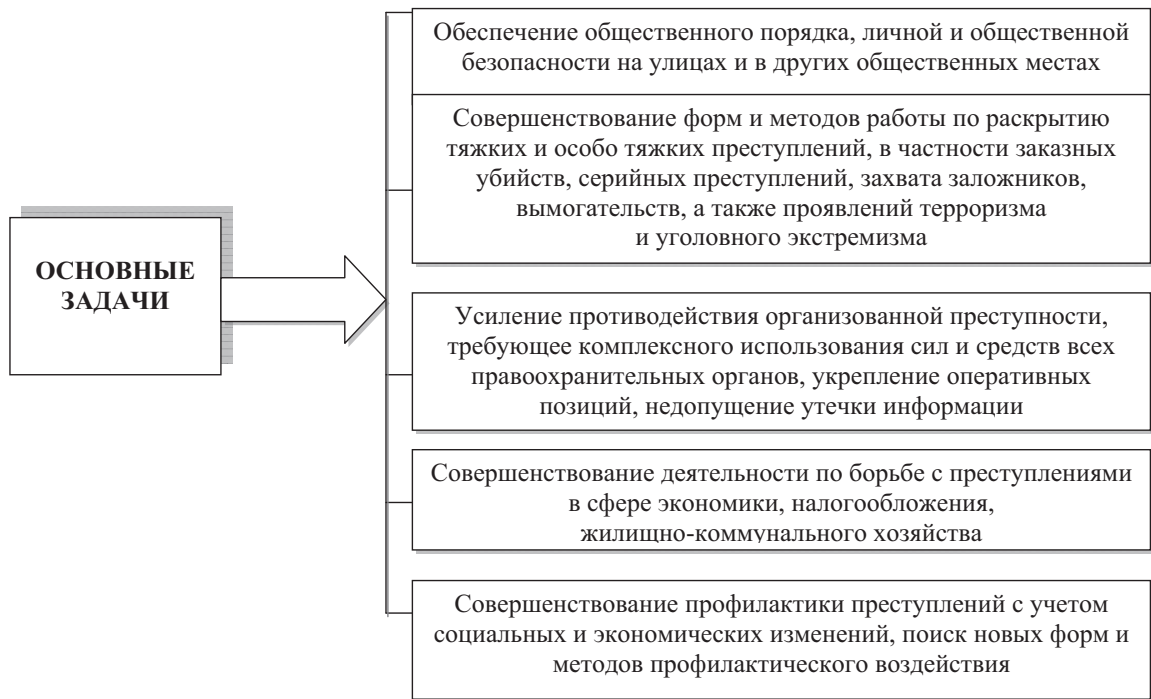 ОСНОВНЫЕ
ЗАДАЧИ
Обеспечение общественного порядка, личной и общественной
безопасности на улицах и в других общественных местах
Совершенствование форм и методов работы по раскрытию
тяжких и особо тяжких преступлений, в частности заказных
убийств, серийных преступлений, захвата заложников,
вымогательств, а также проявлений терроризма
и уголовного экстремизма
Усиление противодействия организованной преступности,
требующее комплексного использования сил и средств всех
правоохранительных органов, укрепление оперативных
позиций, недопущение утечки информации
Совершенствование деятельности по борьбе с преступлениями
в сфере экономики, налогообложения,
жилищно-коммунального хозяйства
Совершенствование профилактики преступлений с учетом
социальных и экономических изменений, поиск новых форм и
методов профилактического воздействия